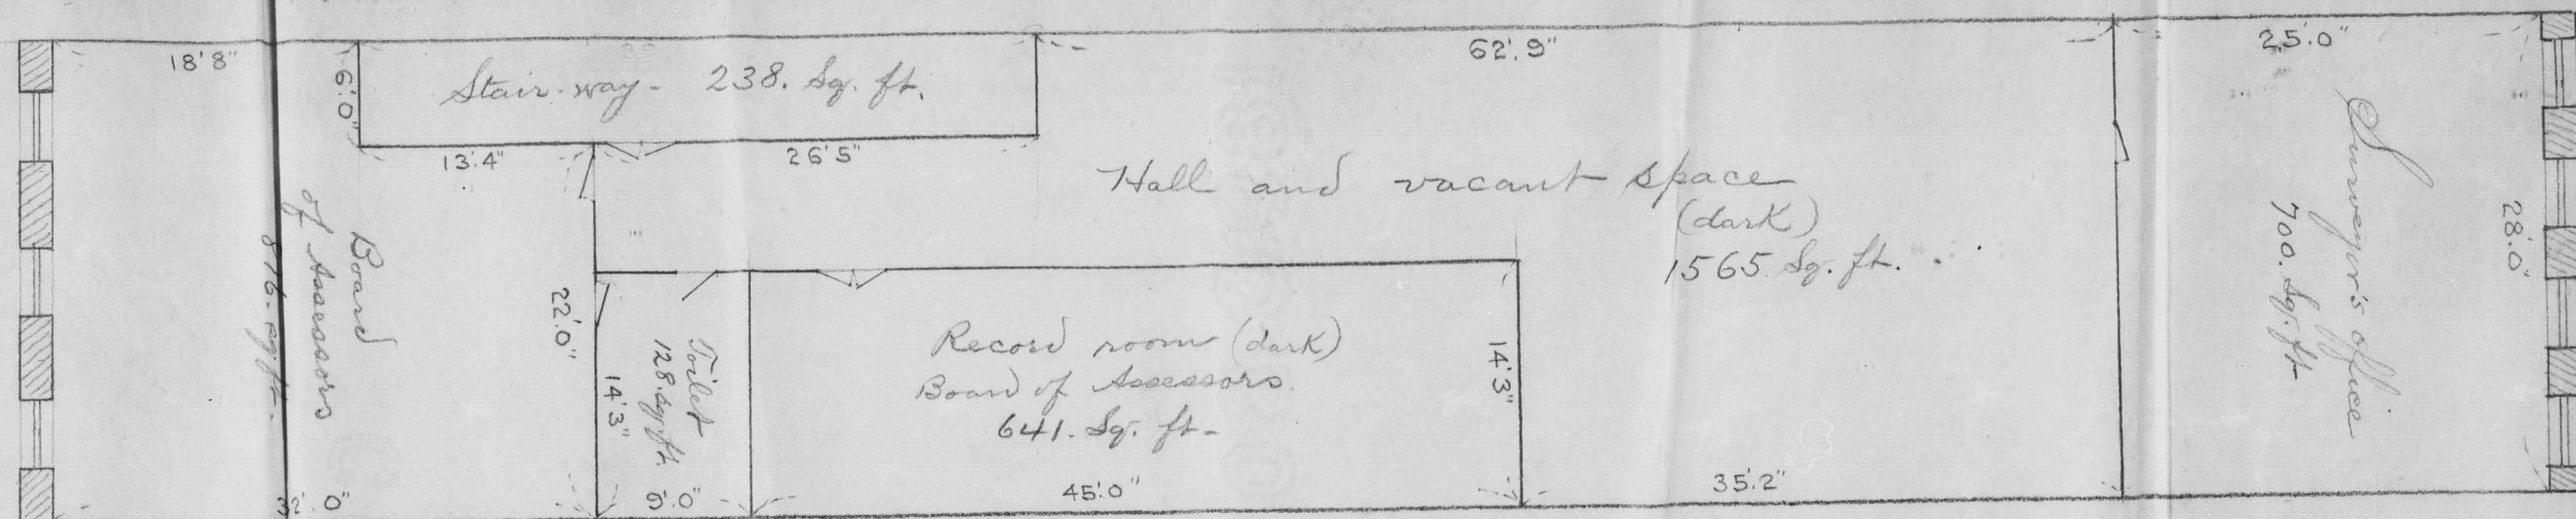 18'8"
6'.0"
Stair-way - 238. Sq. ft.
62'.9"
25.0"
13'.4"
26'5"
Hall and vacant space
(dark)
1565. Sq. ft.
Board
of Assessors
816. sq. ft.
22'.0"
14'3"
Toilet
128. sq. ft.
9'.0"
Record room (dark)
Board of Assessors
641. Sq. ft-
14'3"
45'.0"
35'.2"
Surveyor's office
700. Sq. ft
28'.0"
32'.0"